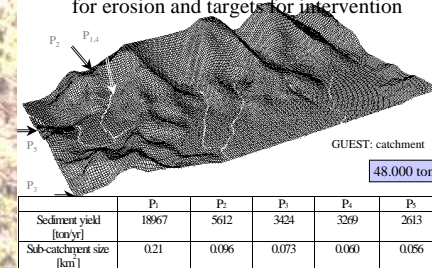 for erosion and targets for intervention
P2 P1,4
P5
GUEST: catchment
48.000 ton
P3
P1 P2 P3 P4 P5
Sediment yield [ton/yr] 18967 5612 3424 3269 2613
Sub-catchment size [km2] 0.21 0.096 0.073 0.060 0.056